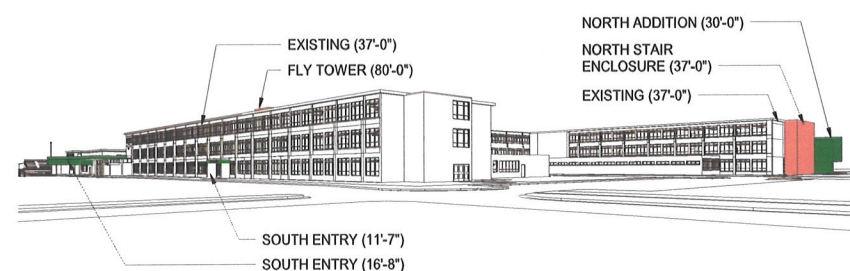 EXISTING (37'-0")
FLY TOWER (80'-0")
NORTH ADDITION (30'-0")
NORTH STAIR
ENCLOSURE (37'-0")
EXISTING (37'-0")
SOUTH ENTRY (11'-7")
SOUTH ENTRY (16'-8")